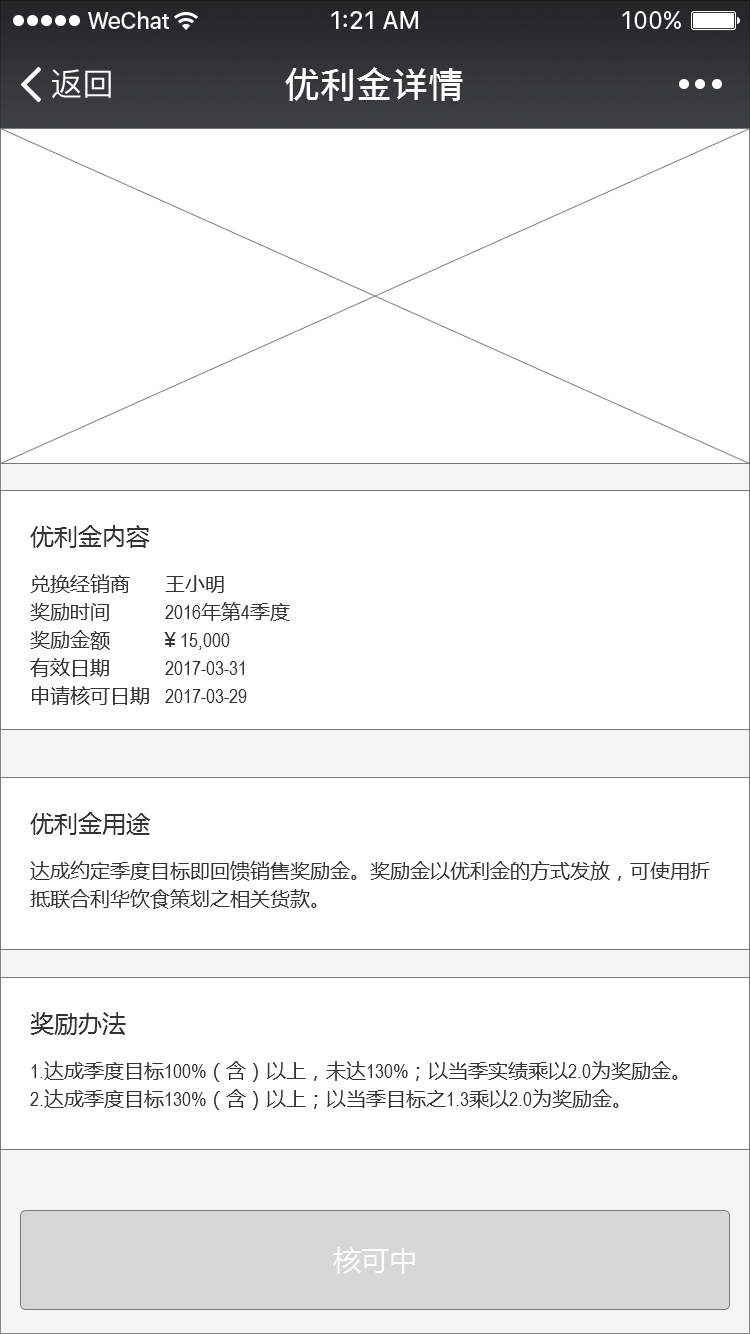 WeChat 1:21 AM 100%
返回 优利金详情
优利金内容
兑换经销商 王小明
奖励时间 2016年第4季度
奖励金额 ¥ 15,000
有效日期 2017-03-31
申请核可日期 2017-03-29
优利金用途
达成约定季度目标即回馈销售奖励金。奖励金以优利金的方式发放，可使用折
抵联合利华饮食策划之相关货款。
奖励办法
1.达成季度目标100%（含）以上，未达130%；以当季实绩乘以2.0为奖励金。
2.达成季度目标130%（含）以上；以当季目标之1.3乘以2.0为奖励金。
核可中